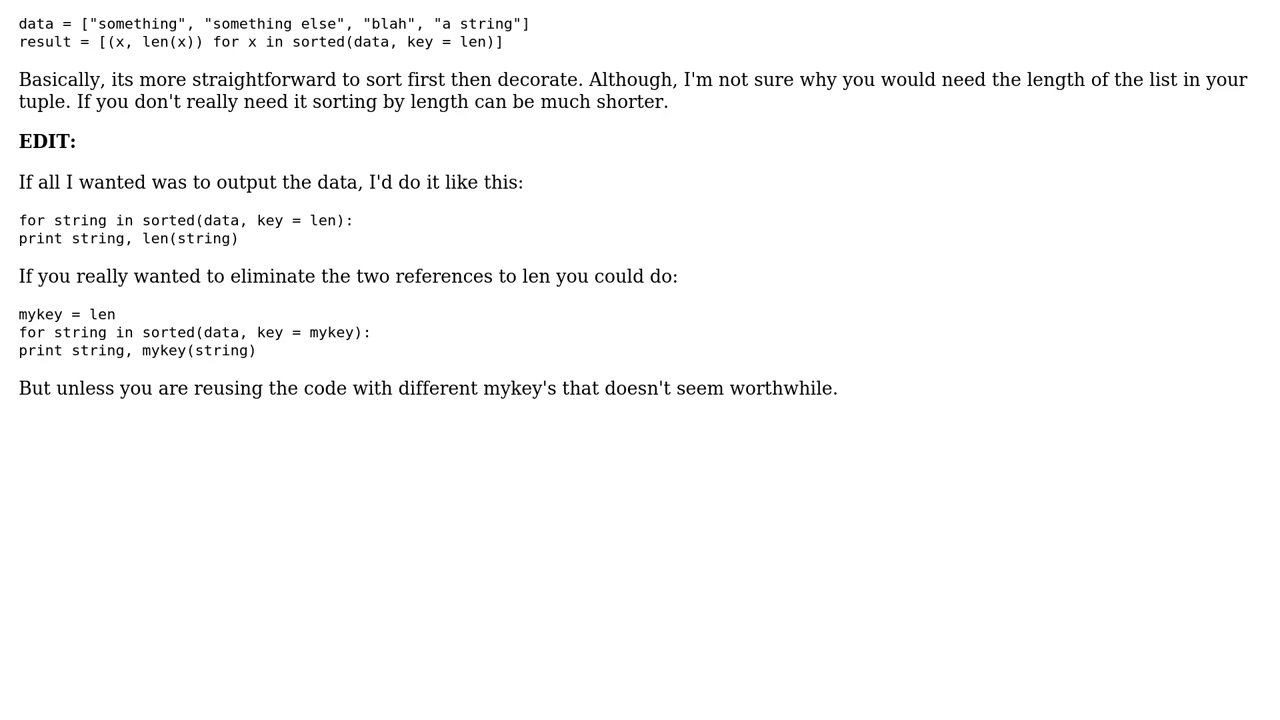 data = ["something", "something else", "blah", "a string"]
result = [(x, len(x)) for x in sorted(data, key = len)]
Basically, its more straightforward to sort first then decorate. Although, I'm not sure why you would need the length of the list in your
tuple. If you don't really need it sorting by length can be much shorter.
EDIT:
If all I wanted was to output the data, I'd do it like this:
for string in sorted(data, key = len):
print string, len(string)
If you really wanted to eliminate the two references to len you could do:
mykey = len
for string in sorted(data, key = mykey):
print string, mykey(string)
But unless you are reusing the code with different mykey's that doesn't seem worthwhile.